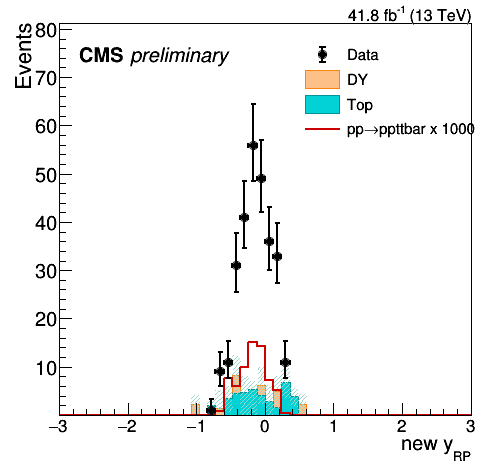 41.8 fb-1 (13 TeV)
Events
CMS preliminary
Data
DY
Top
pp→ppttbar x 1000
80
70
60
50
40
30
20
10
−3 −2 −1 0 1 2 3
new yRP